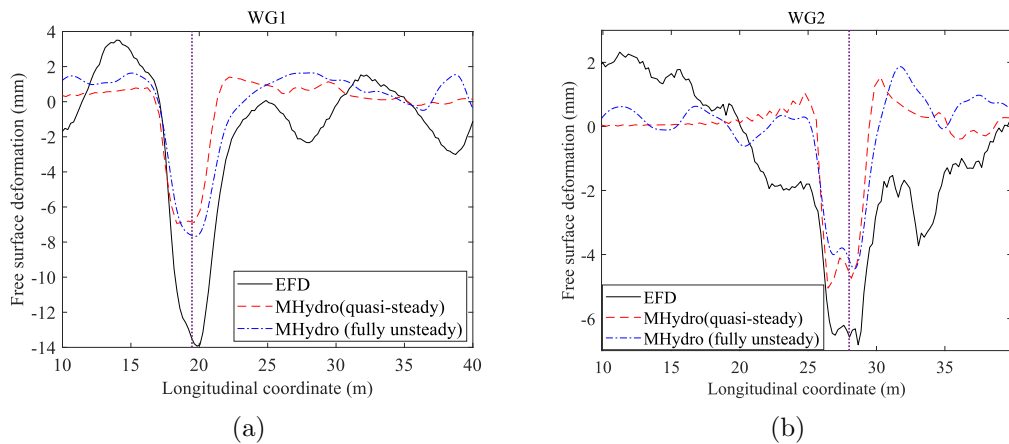 WG1
4
2
0
-2
-4
-6
-8
-10
-12
-14
Free surface deformation (mm)
EFD
MHydro(quasi-steady)
MHydro (fully unsteady)
10 15 20 25 30 35 40
Longitudinal coordinate (m)
(a)
WG2
2
0
-2
-4
-6
Free surface deformation (mm)
EFD
MHydro(quasi-steady)
MHydro (fully unsteady)
10 15 20 25 30 35
Longitudinal coordinate (m)
(b)